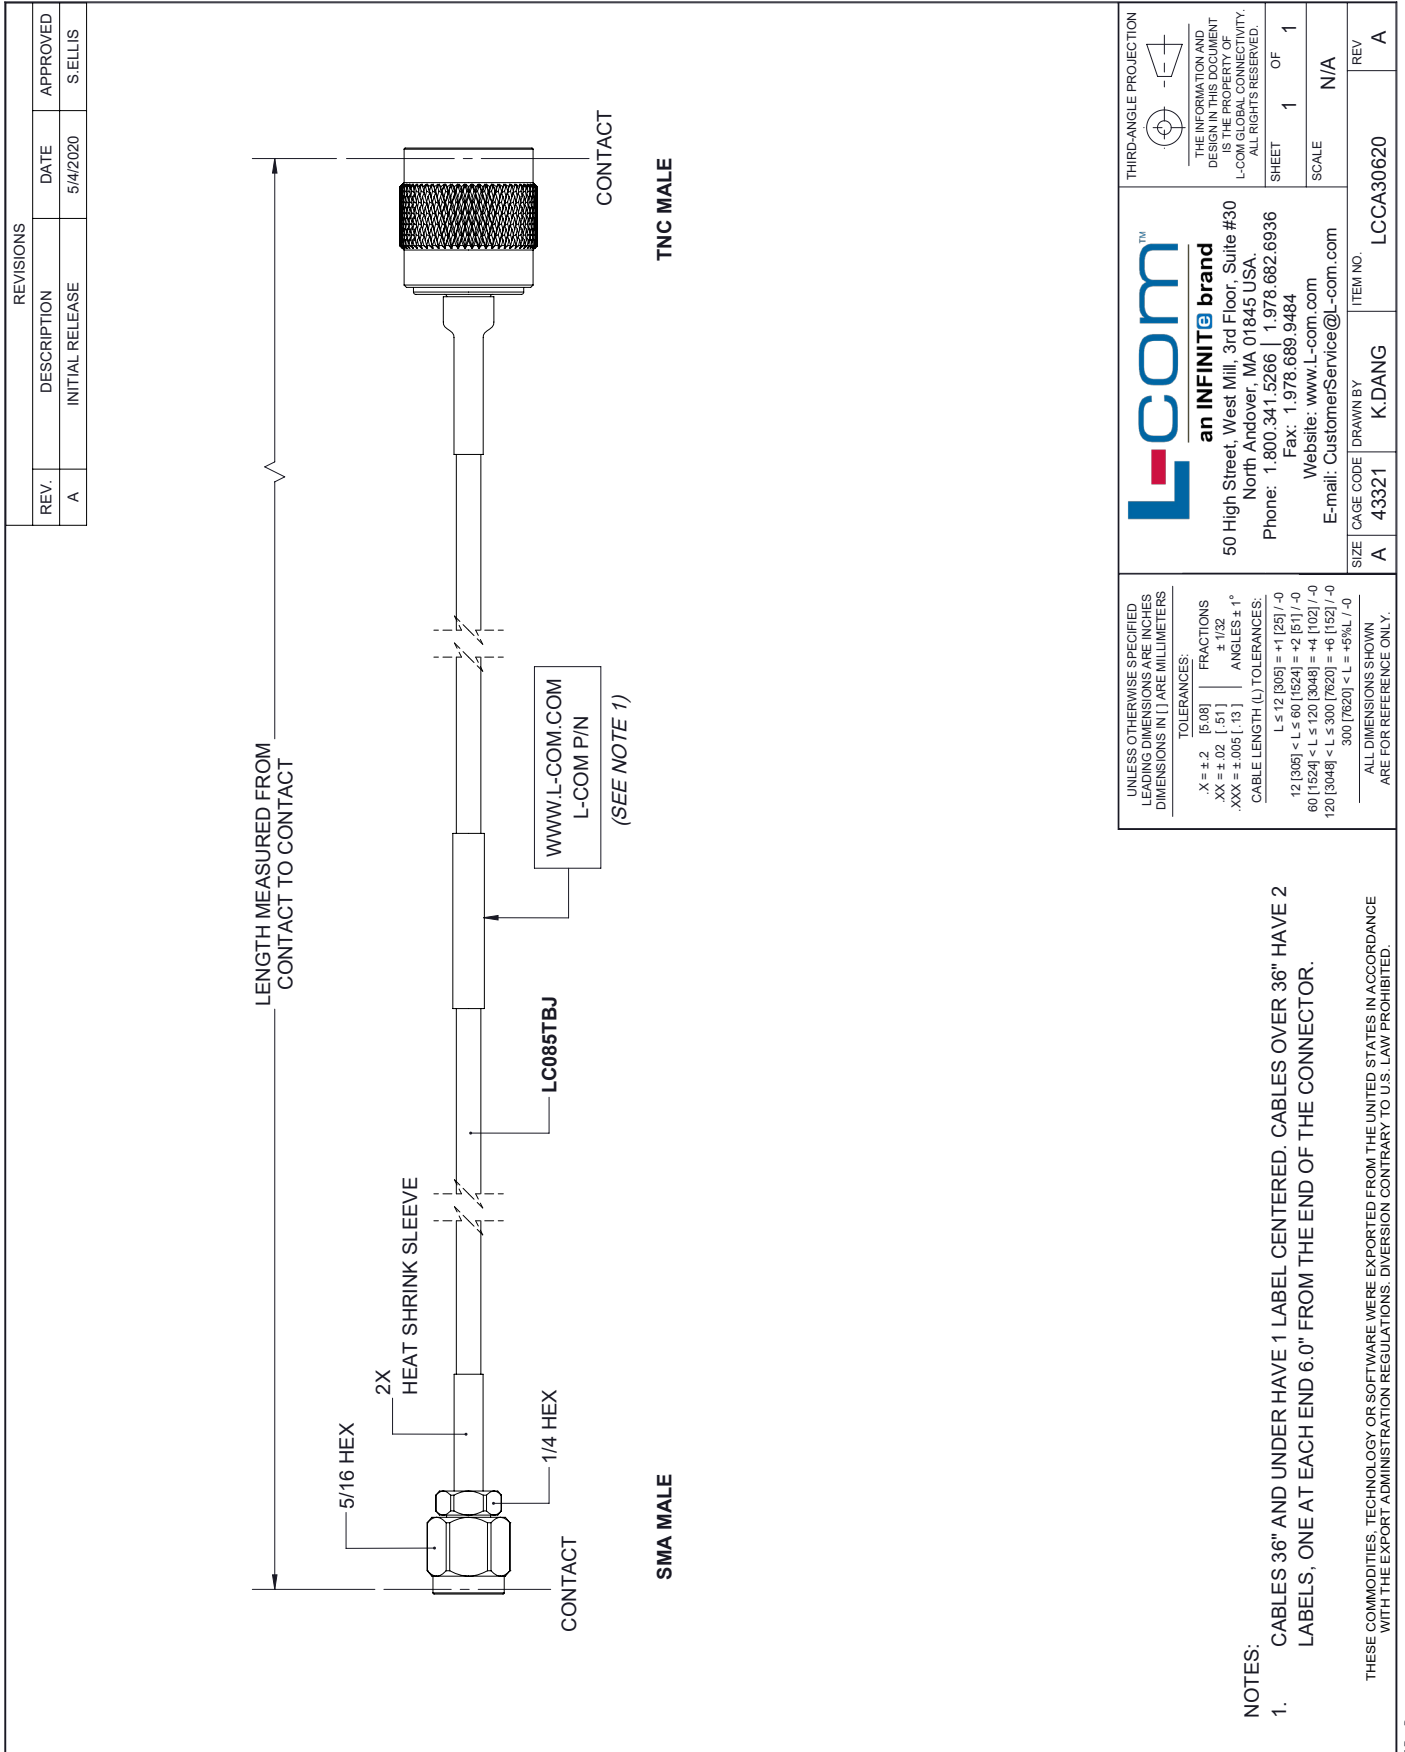 REVISIONS
REV. DESCRIPTION DATE APPROVED
A INITIAL RELEASE 5/4/2020 S.ELLIS
LENGTH MEASURED FROM
CONTACT TO CONTACT
5/16 HEX
2X
HEAT SHRINK SLEEVE
1/4 HEX
CONTACT
LC085TBJ
WWW.L-COM.COM
L-COM P/N
(SEE NOTE 1)
CONTACT
SMA MALE
TNC MALE
NOTES:
1. CABLES 36" AND UNDER HAVE 1 LABEL CENTERED. CABLES OVER 36" HAVE 2
LABELS, ONE AT EACH END 6.0" FROM THE END OF THE CONNECTOR.
THESE COMMODITIES, TECHNOLOGY OR SOFTWARE WERE EXPORTED FROM THE UNITED STATES IN ACCORDANCE
WITH THE EXPORT ADMINISTRATION REGULATIONS. DIVERSION CONTRARY TO U.S. LAW PROHIBITED.
UNLESS OTHERWISE SPECIFIED
LEADING DIMENSIONS ARE INCHES
DIMENSIONS IN [ ] ARE MILLIMETERS
TOLERANCES:
.X = ± .2 [5.08] FRACTIONS
.XX = ± .02 [ .51 ] ± 1/32
.XXX = ± .005 [ .13 ] ANGLES ± 1°
CABLE LENGTH (L) TOLERANCES:
L ≤ 12 [305] = +1 [25] / -0
12 [305] < L ≤ 60 [1524] = +2 [51] / -0
60 [1524] < L ≤ 120 [3048] = +4 [102] / -0
120 [3048] < L ≤ 300 [7620] = +6 [152] / -0
300 [7620] < L = +5%L / -0
ALL DIMENSIONS SHOWN
ARE FOR REFERENCE ONLY.
L-com™
an INFINITe brand
50 High Street, West Mill, 3rd Floor, Suite #30
North Andover, MA 01845 USA.
Phone: 1.800.341.5266 | 1.978.682.6936
Fax: 1.978.689.9484
Website: www.L-com.com
E-mail: CustomerService@L-com.com
THIRD-ANGLE PROJECTION
THE INFORMATION AND
DESIGN IN THIS DOCUMENT
IS THE PROPERTY OF
L-COM GLOBAL CONNECTIVITY.
ALL RIGHTS RESERVED.
SHEET 1 OF 1
SCALE N/A
SIZE A
CAGE CODE 43321
DRAWN BY K.DANG
ITEM NO. LCCA30620
REV A